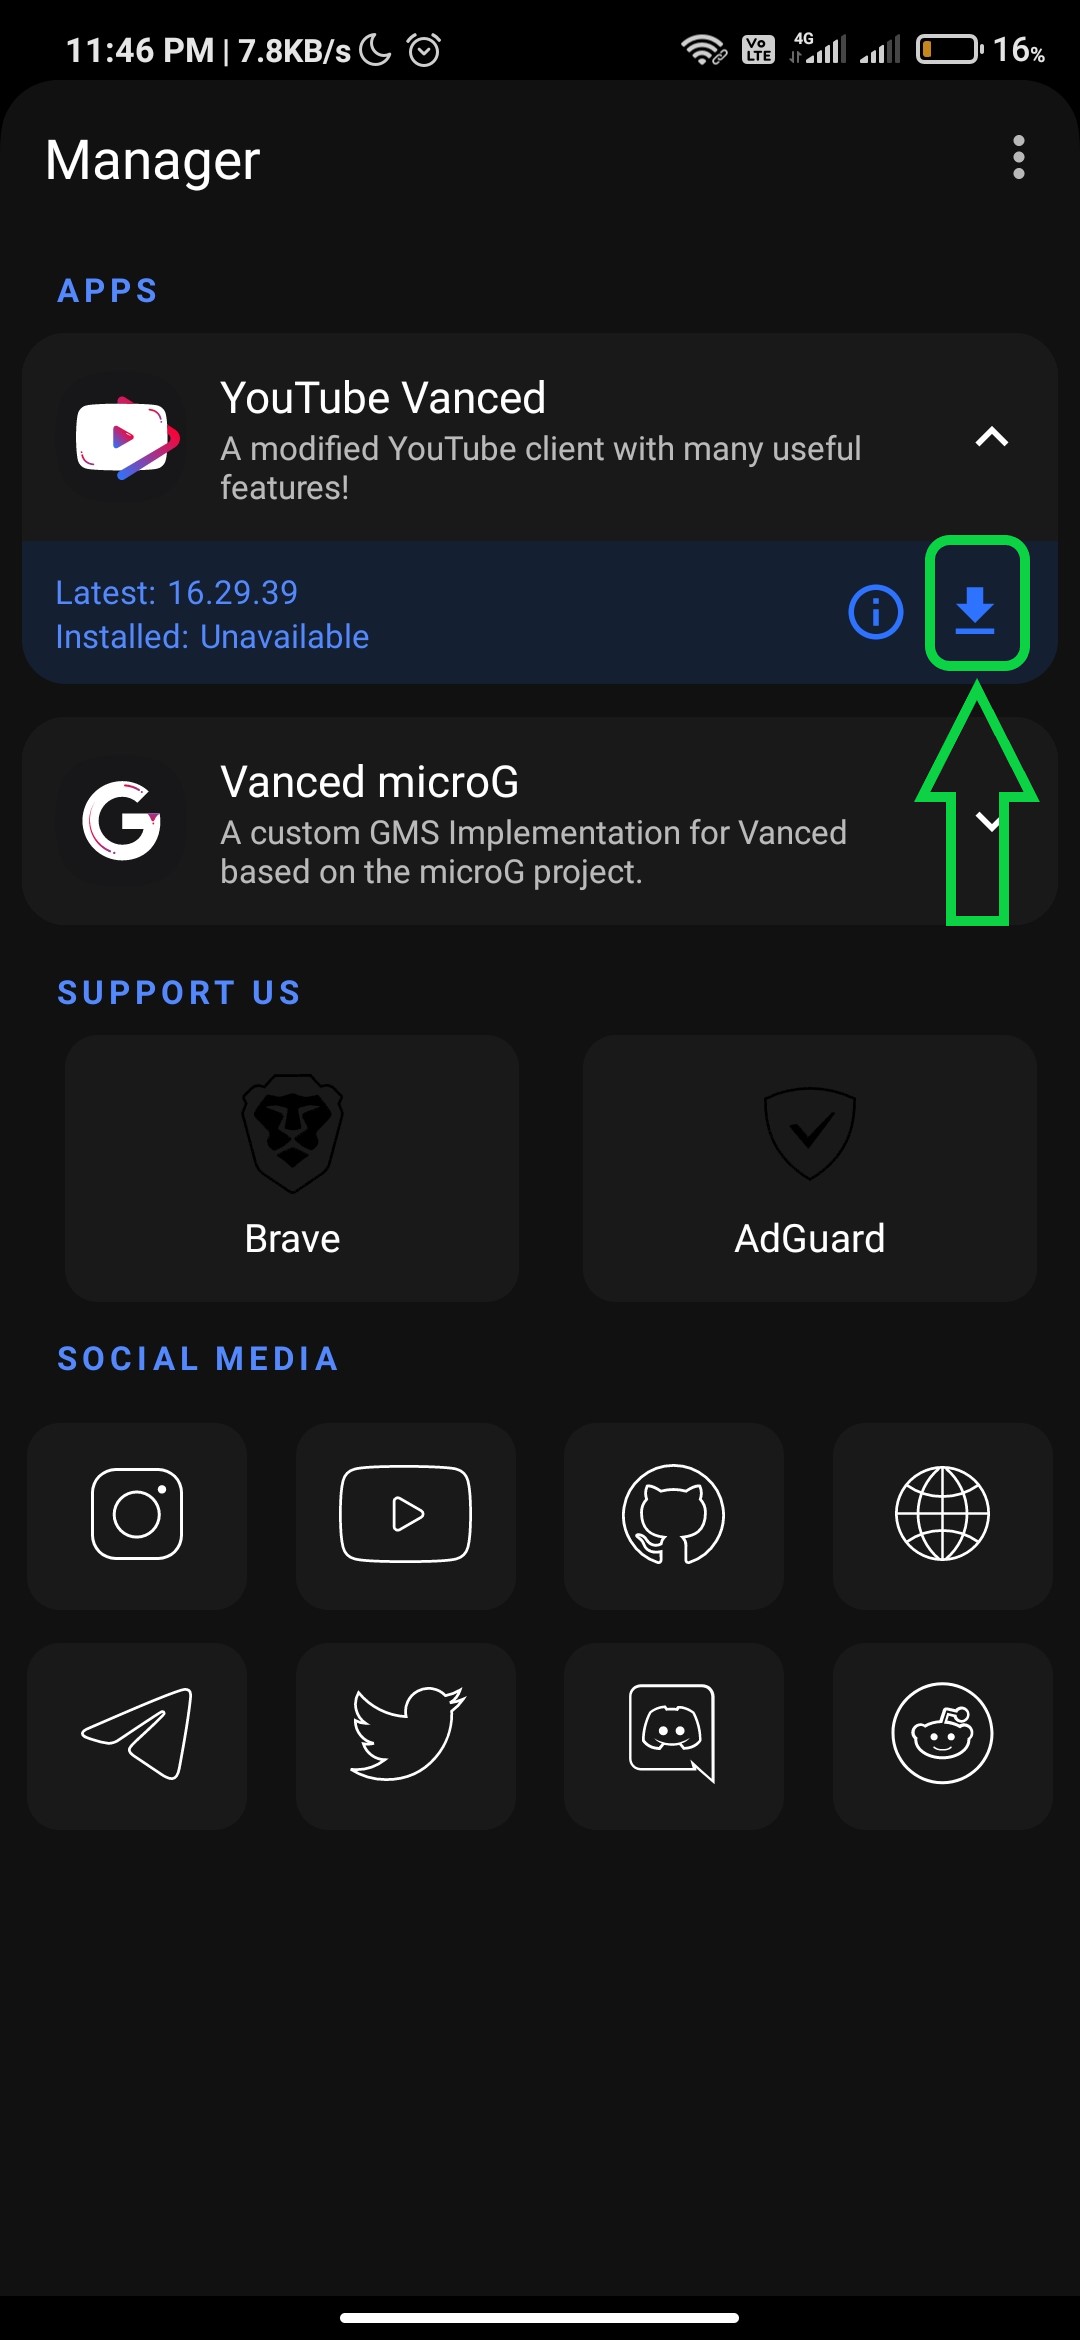 11:46 PM | 7.8KB/s Vo LTE 4G 16%
Manager
APPS
YouTube Vanced
A modified YouTube client with many useful
features!
Latest: 16.29.39
Installed: Unavailable
Vanced microG
A custom GMS Implementation for Vanced
based on the microG project.
SUPPORT US
Brave
AdGuard
SOCIAL MEDIA